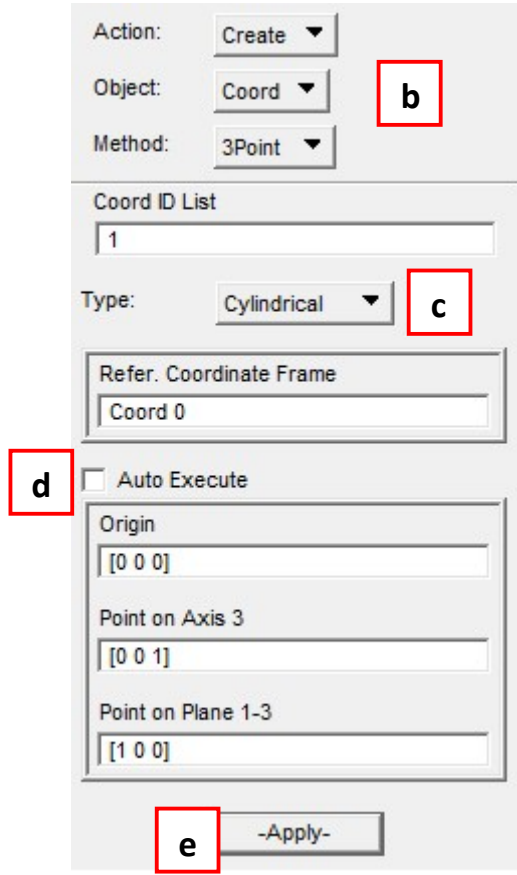 Action: Create
Object: Coord b
Method: 3Point
Coord ID List
1
Type: Cylindrical c
Refer. Coordinate Frame
Coord 0
d Auto Execute
Origin
[0 0 0]
Point on Axis 3
[0 0 1]
Point on Plane 1-3
[1 0 0]
e -Apply-